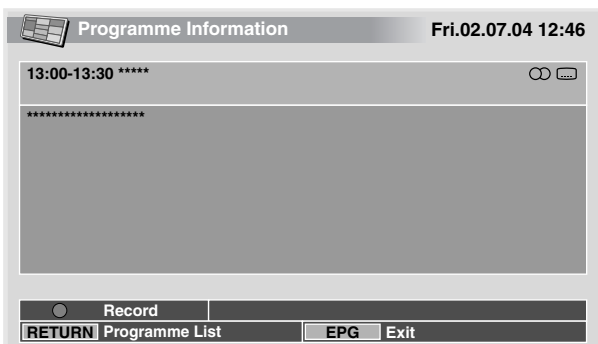 Programme Information Fri.02.07.04 12:46
13:00-13:30 *****
*******************
Record
RETURN Programme List EPG Exit